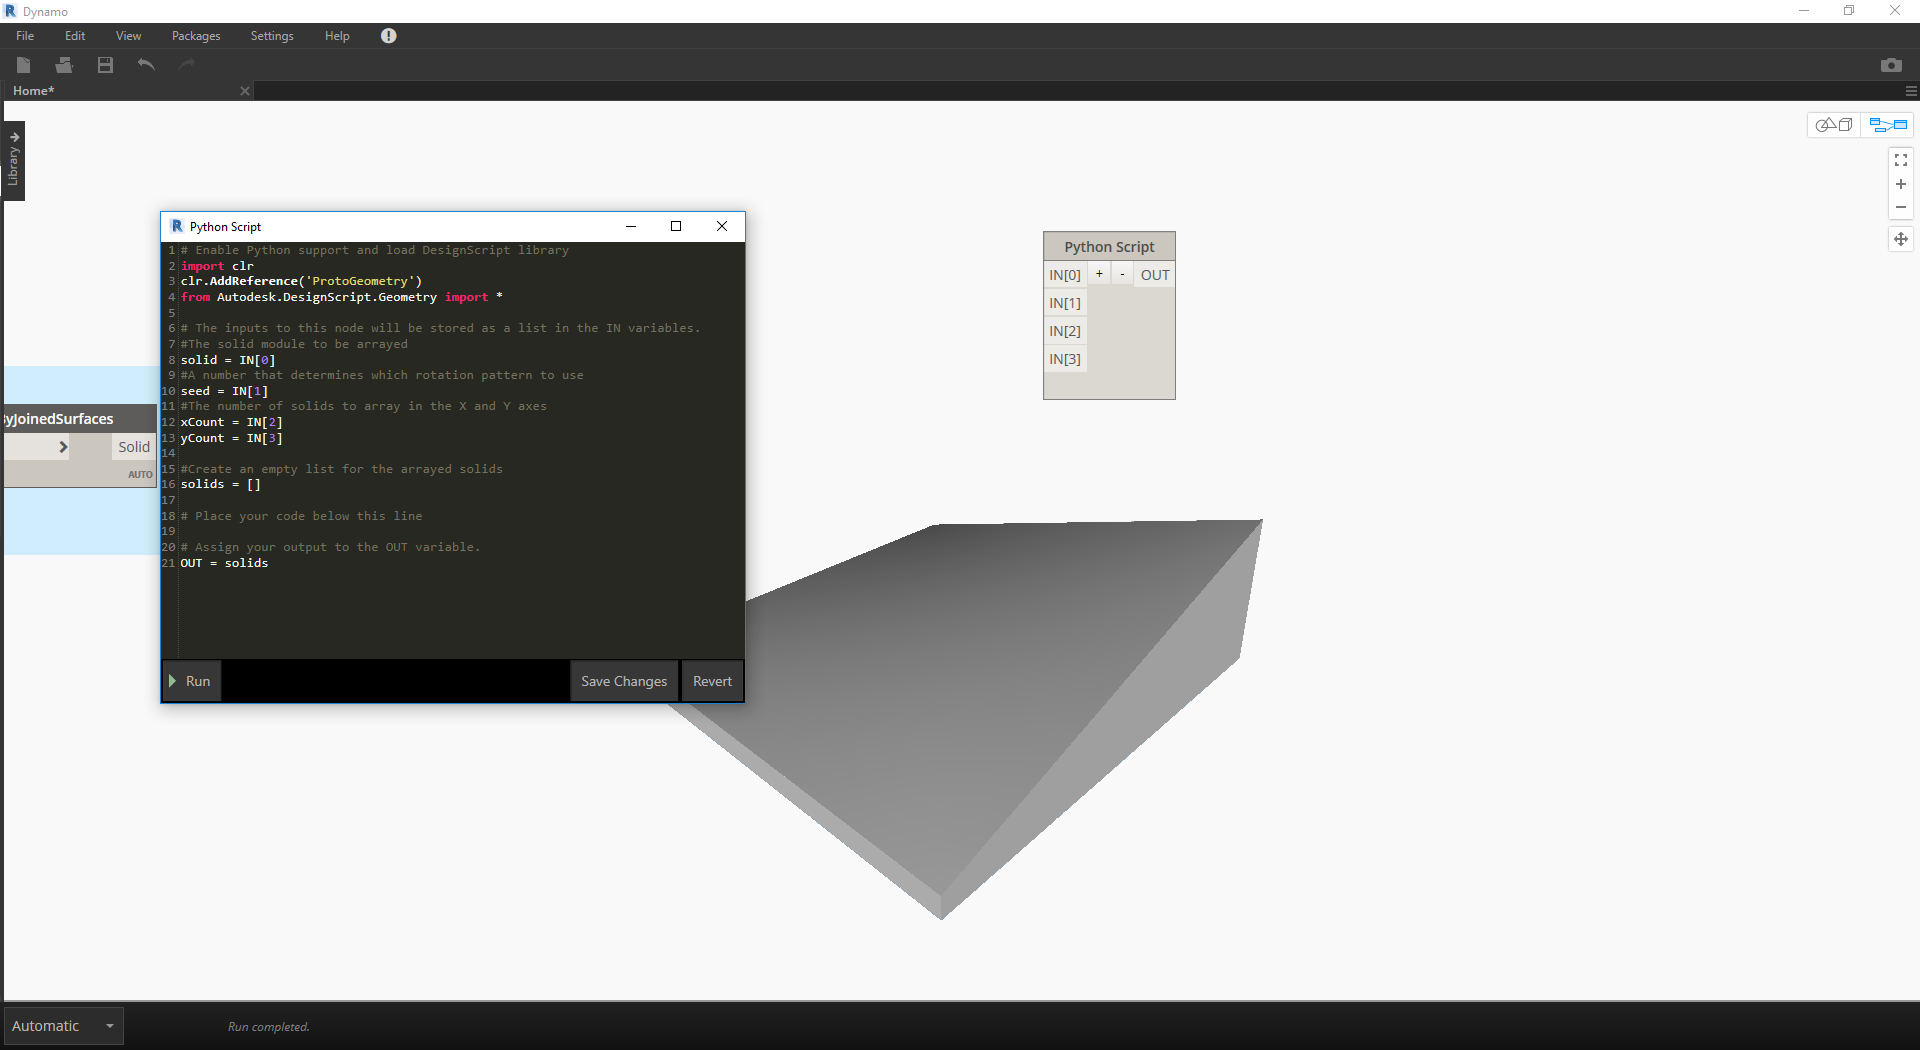 Dynamo
File Edit View Packages Settings Help
Home*
Library
yJoinedSurfaces
Solid
AUTO
Python Script
1 # Enable Python support and load DesignScript library
2 import clr
3 clr.AddReference('ProtoGeometry')
4 from Autodesk.DesignScript.Geometry import *
5
6 # The inputs to this node will be stored as a list in the IN variables.
7 #The solid module to be arrayed
8 solid = IN[0]
9 #A number that determines which rotation pattern to use
10 seed = IN[1]
11 #The number of solids to array in the X and Y axes
12 xCount = IN[2]
13 yCount = IN[3]
14
15 #Create an empty list for the arrayed solids
16 solids = []
17
18 # Place your code below this line
19
20 # Assign your output to the OUT variable.
21 OUT = solids
Run Save Changes Revert
Python Script
IN[0] + - OUT
IN[1]
IN[2]
IN[3]
Automatic
Run completed.